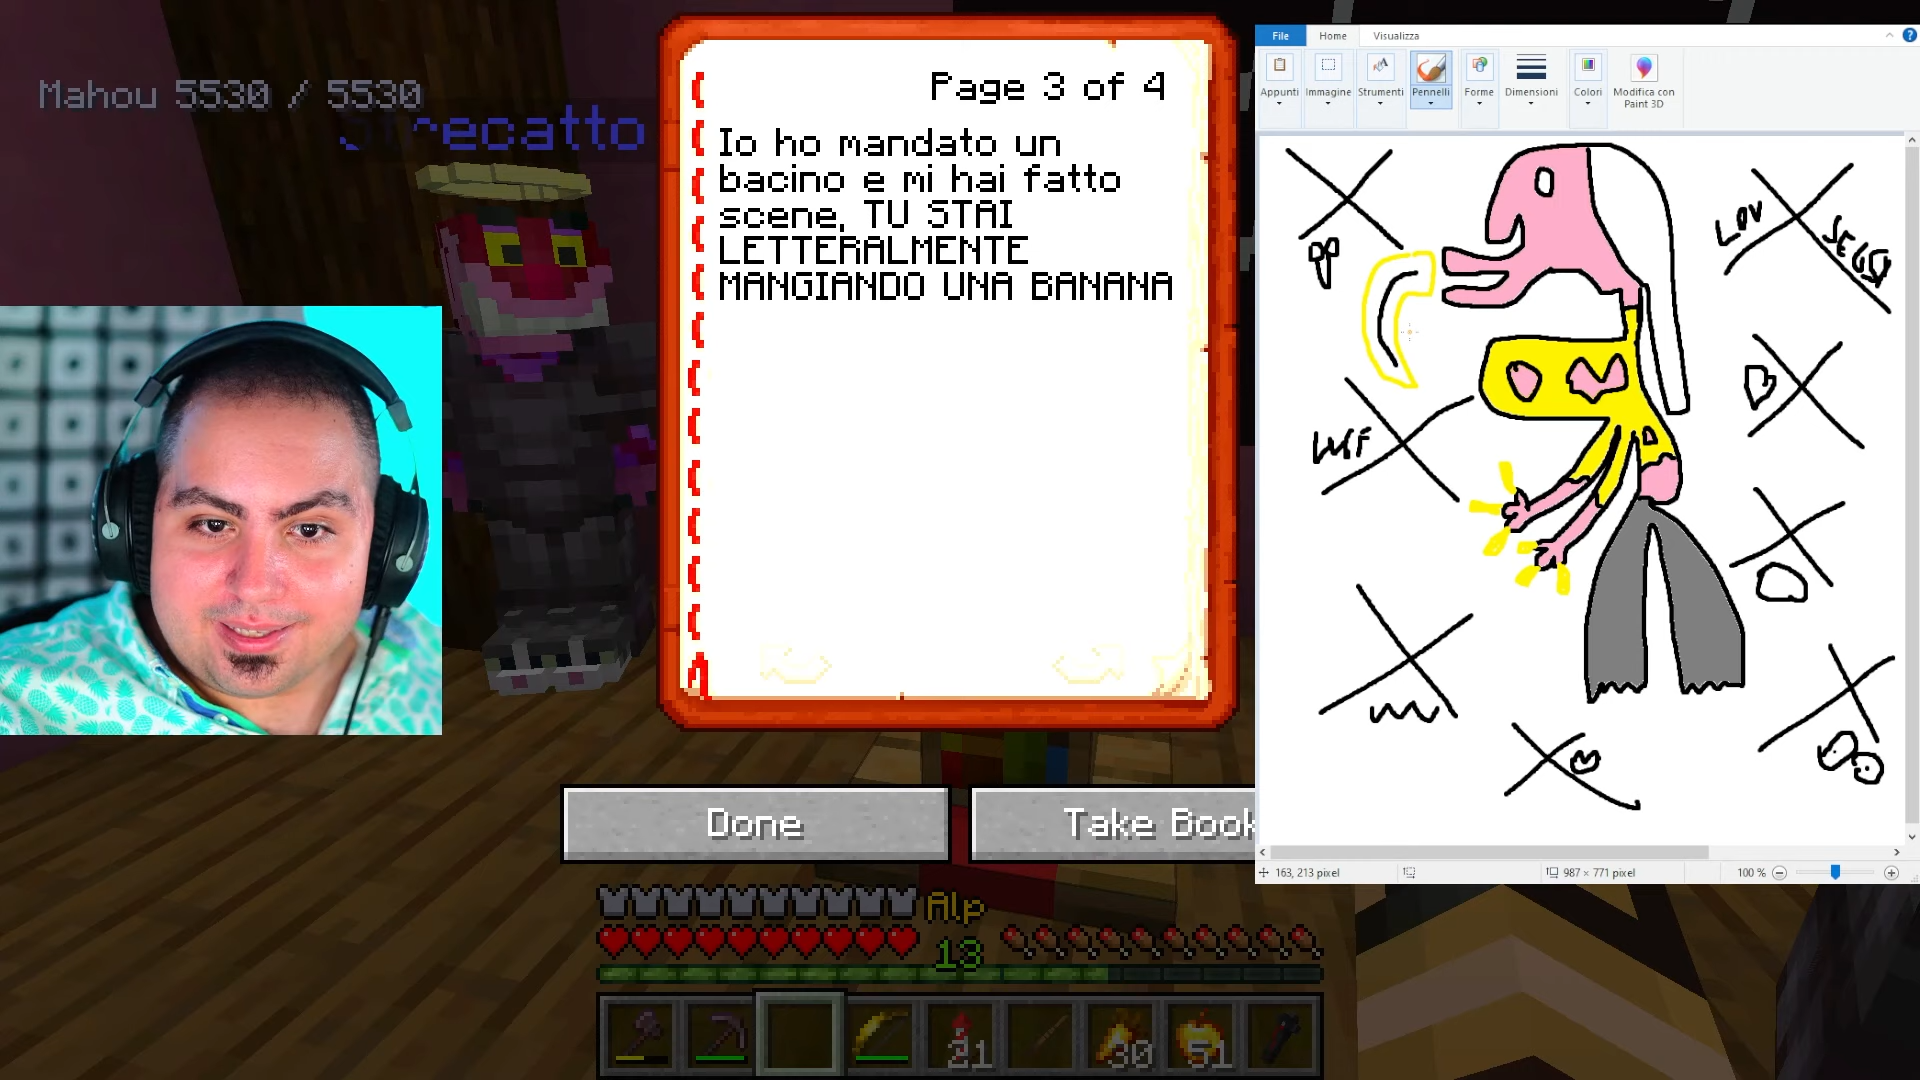 Mahou 5530 / 5530
Strecatto
Page 3 of 4
Io ho mandato un
bacino e mi hai fatto
scene, TU STAI
LETTERALMENTE
MANGIANDO UNA BANANA
Done
Take Book
Alp
13
21
30
51
File
Home
Visualizza
Appunti
Immagine
Strumenti
Pennelli
Forme
Dimensioni
Colori
Modifica con
Paint 3D
LOV
163, 213 pixel
987 × 771 pixel
100 %